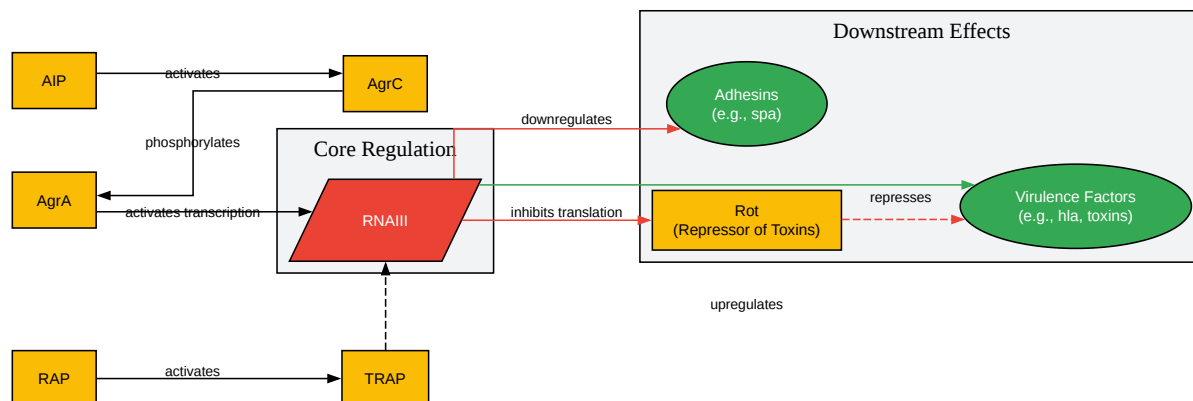 Downstream Effects
AIP
activates
AgrC
Adhesins
(e.g., spa)
downregulates
phosphorylates
Core Regulation
AgrA
activates transcription
RNAIII
inhibits translation
Rot
(Repressor of Toxins)
represses
Virulence Factors
(e.g., hla, toxins)
upregulates
RAP
activates
TRAP